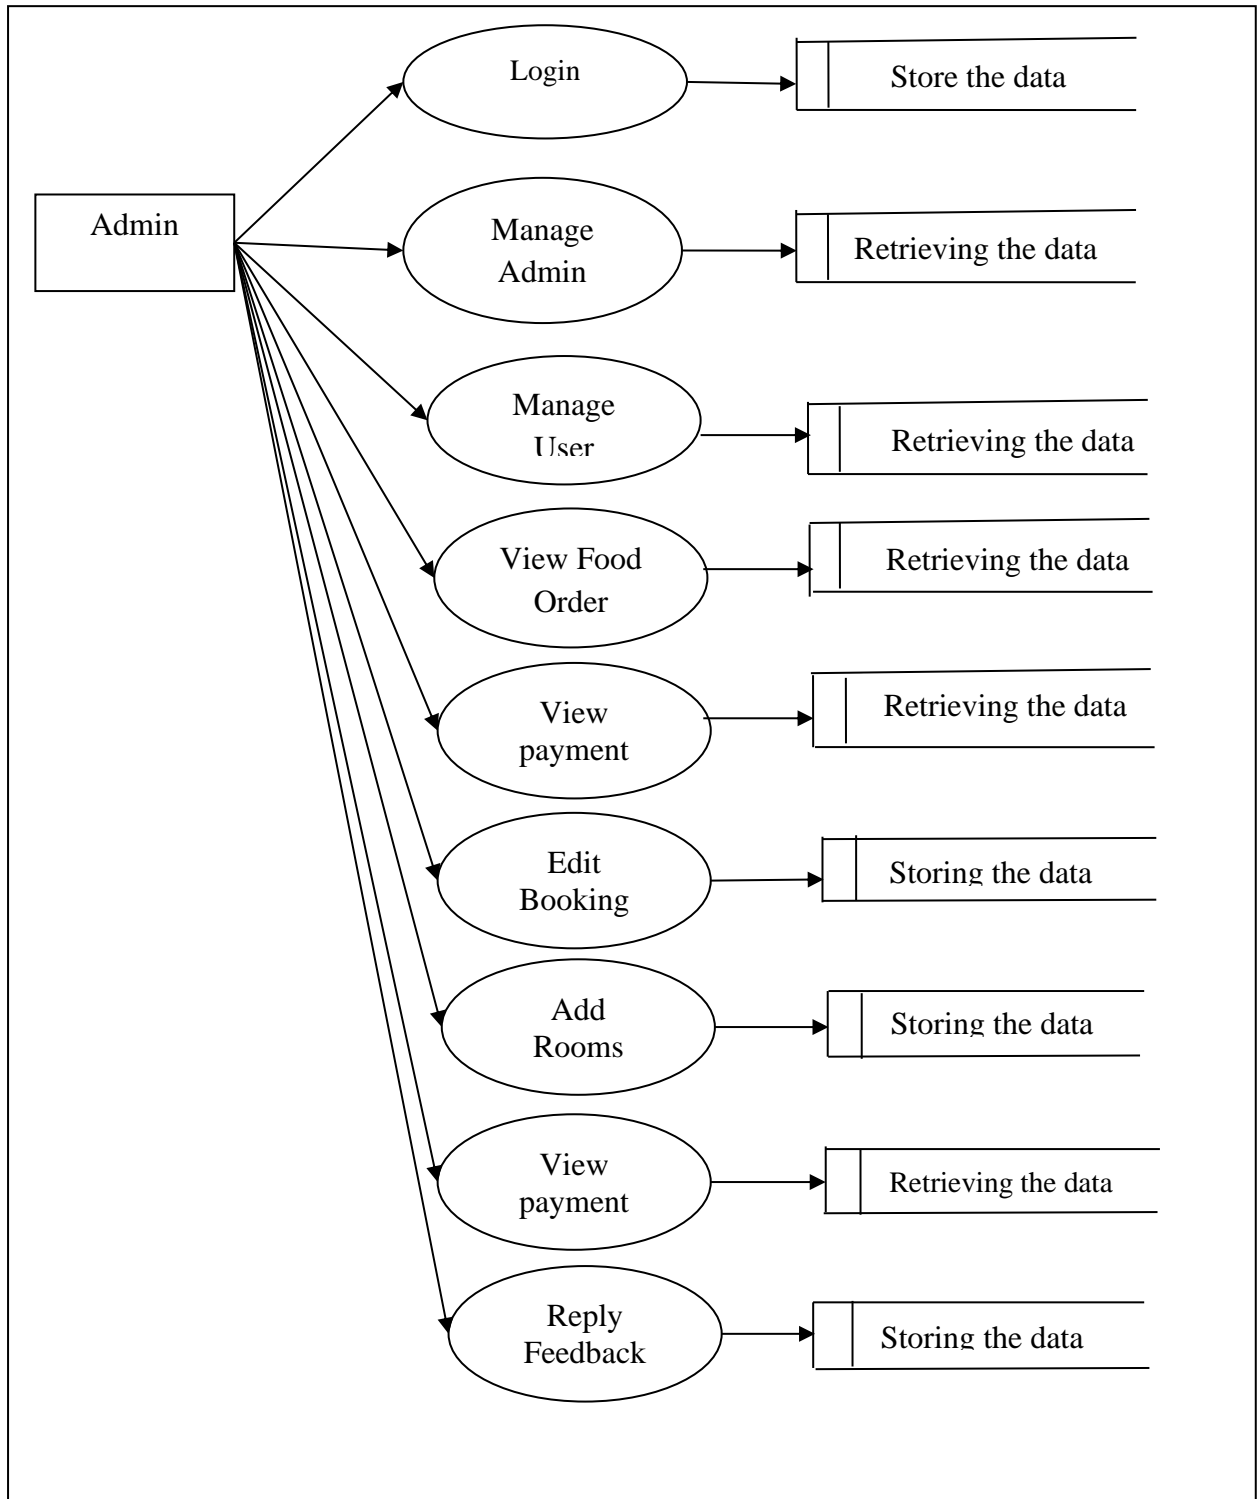 Login
Store the data
Admin
Manage
Admin
Retrieving the data
Manage
User
Retrieving the data
View Food
Order
Retrieving the data
View
payment
Retrieving the data
Edit
Booking
Storing the data
Add
Rooms
Storing the data
View
payment
Retrieving the data
Reply
Feedback
Storing the data